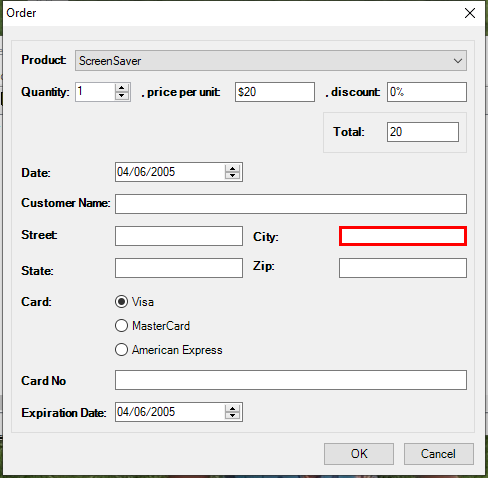 Order
Product: ScreenSaver
Quantity: 1 , price per unit: $20 , discount: 0%
Total: 20
Date: 04/06/2005
Customer Name:
Street: City:
State: Zip:
Card: Visa
MasterCard
American Express
Card No
Expiration Date: 04/06/2005
OK Cancel